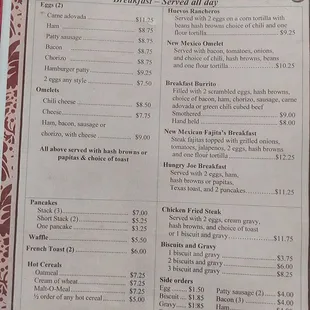 Breakfast – Served all day
Eggs (2)
Carne adovada $11.25
Ham $8.75
Patty sausage $8.75
Bacon $8.75
Chorizo $8.75
Hamburger patty $9.25
2 eggs any style $7.50
Omelets
Chili cheese $8.50
Cheese $7.75
Ham, bacon, sausage or
chorizo, with cheese $9.00
All above served with hash browns or
papitas & choice of toast
Pancakes
Stack (3) $7.00
Short Stack (2) $5.25
One pancake $3.25
Waffle $5.50
French Toast (2) $6.00
Hot Cereals
Oatmeal $7.25
Cream of wheat $7.25
Malt-O-Meal $7.25
½ order of any hot cereal $5.00
Huevos Rancheros
Served with 2 eggs on a corn tortilla with
beans hash browns choice of chili and one
flour tortilla $9.25
New Mexico Omelet
Served with bacon, tomatoes, onions,
and choice of chili, hash browns, beans
and one flour tortilla $10.25
Breakfast Burrito
Filled with 2 scrambled eggs, hash browns,
choice of bacon, ham, chorizo, sausage, carne
adovada or green chili cubed beef
Smothered $9.00
Hand held $8.00
New Mexican Fajita's Breakfast
Steak fajitas topped with grilled onions,
tomatoes, jalapenos, 2 eggs, hash browns
and one flour tortilla $12.25
Hungry Joe Breakfast
Served with 2 eggs, ham,
hash browns or papitas,
Texas toast, and 2 pancakes $11.25
Chicken Fried Steak
Served with 2 eggs, cream gravy,
hash browns, and choice of toast
or 1 biscuit and gravy $11.75
Biscuits and Gravy
1 biscuit and gravy $3.75
2 biscuit and gravy $6.00
3 biscuit and gravy $8.25
Side orders
Egg $1.50 Patty sausage (2) $4.00
Biscuit $1.85 Bacon (3) $4.00
Gravy $1.85 Ham